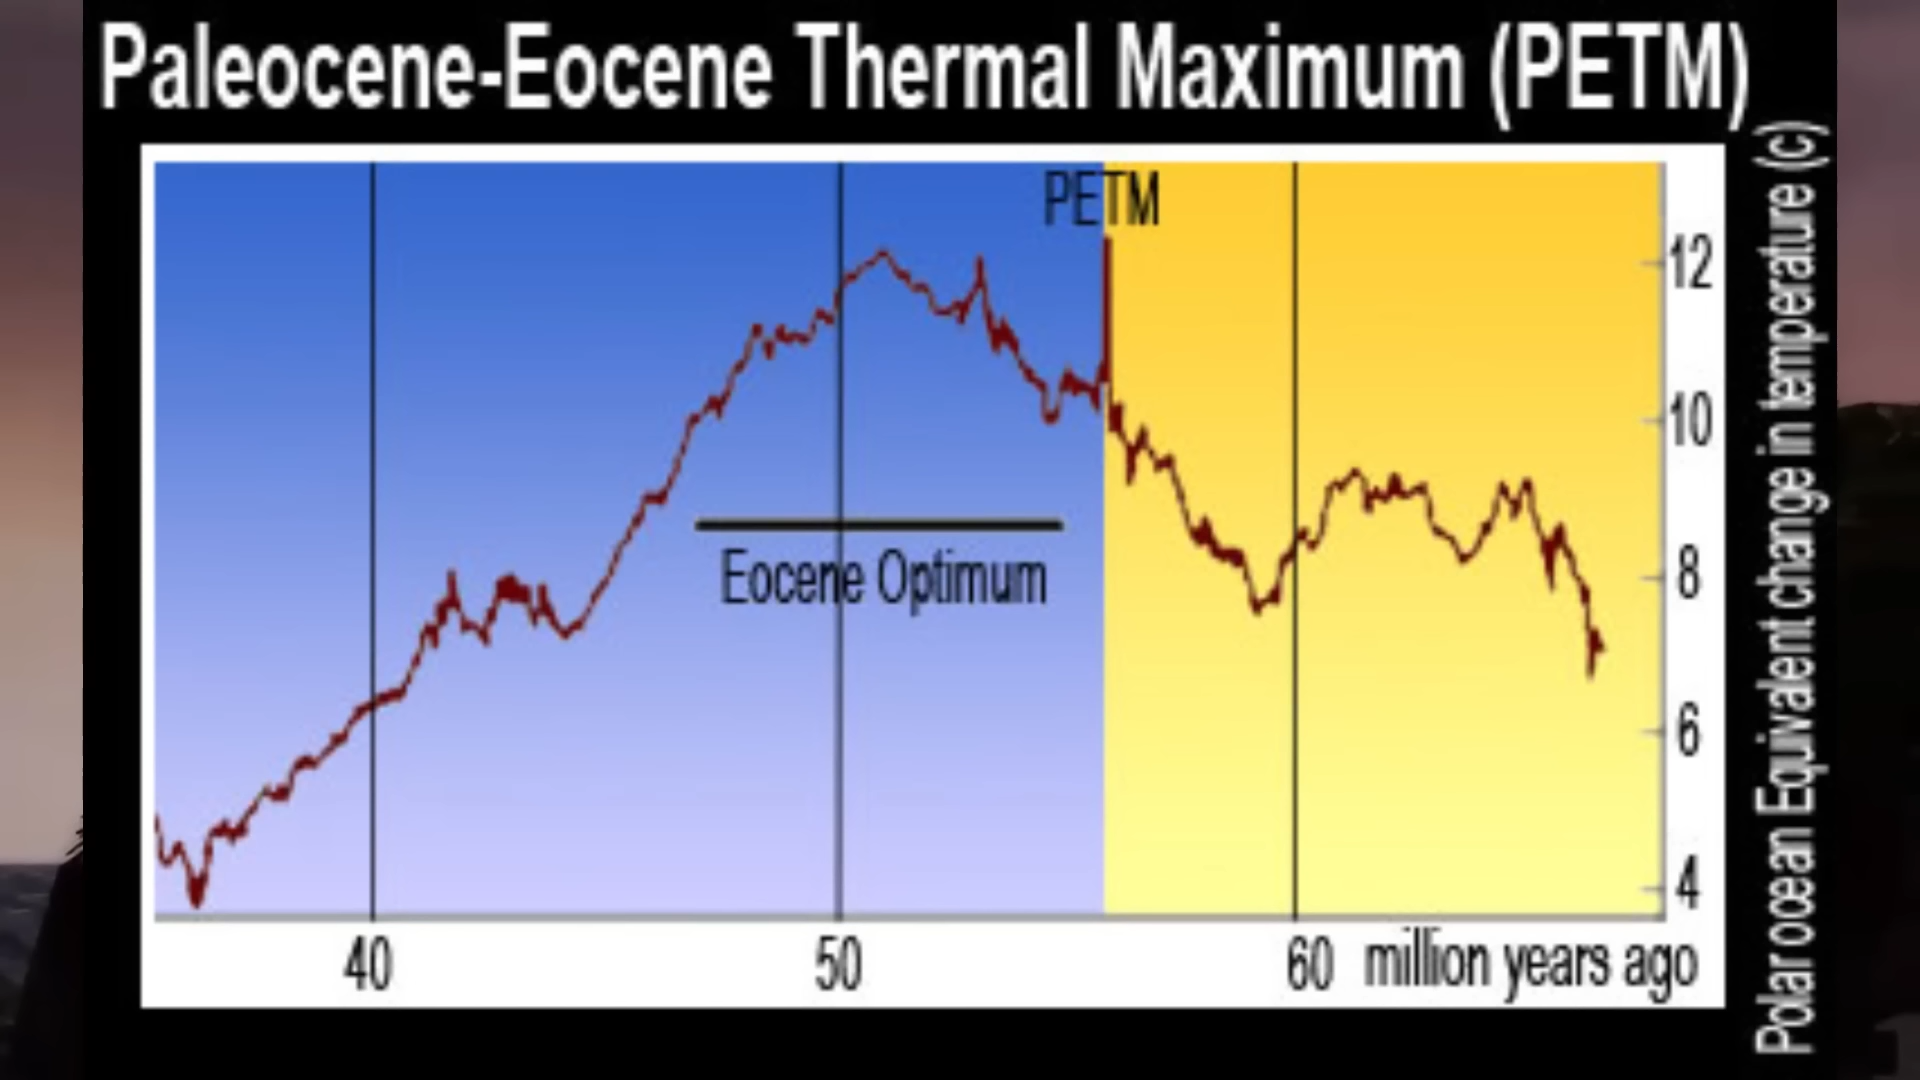 Paleocene-Eocene Thermal Maximum (PETM)
PETM
Eocene Optimum
12
10
8
6
4
40 50 60 million years ago
Polar ocean Equivalent change in temperature (c)